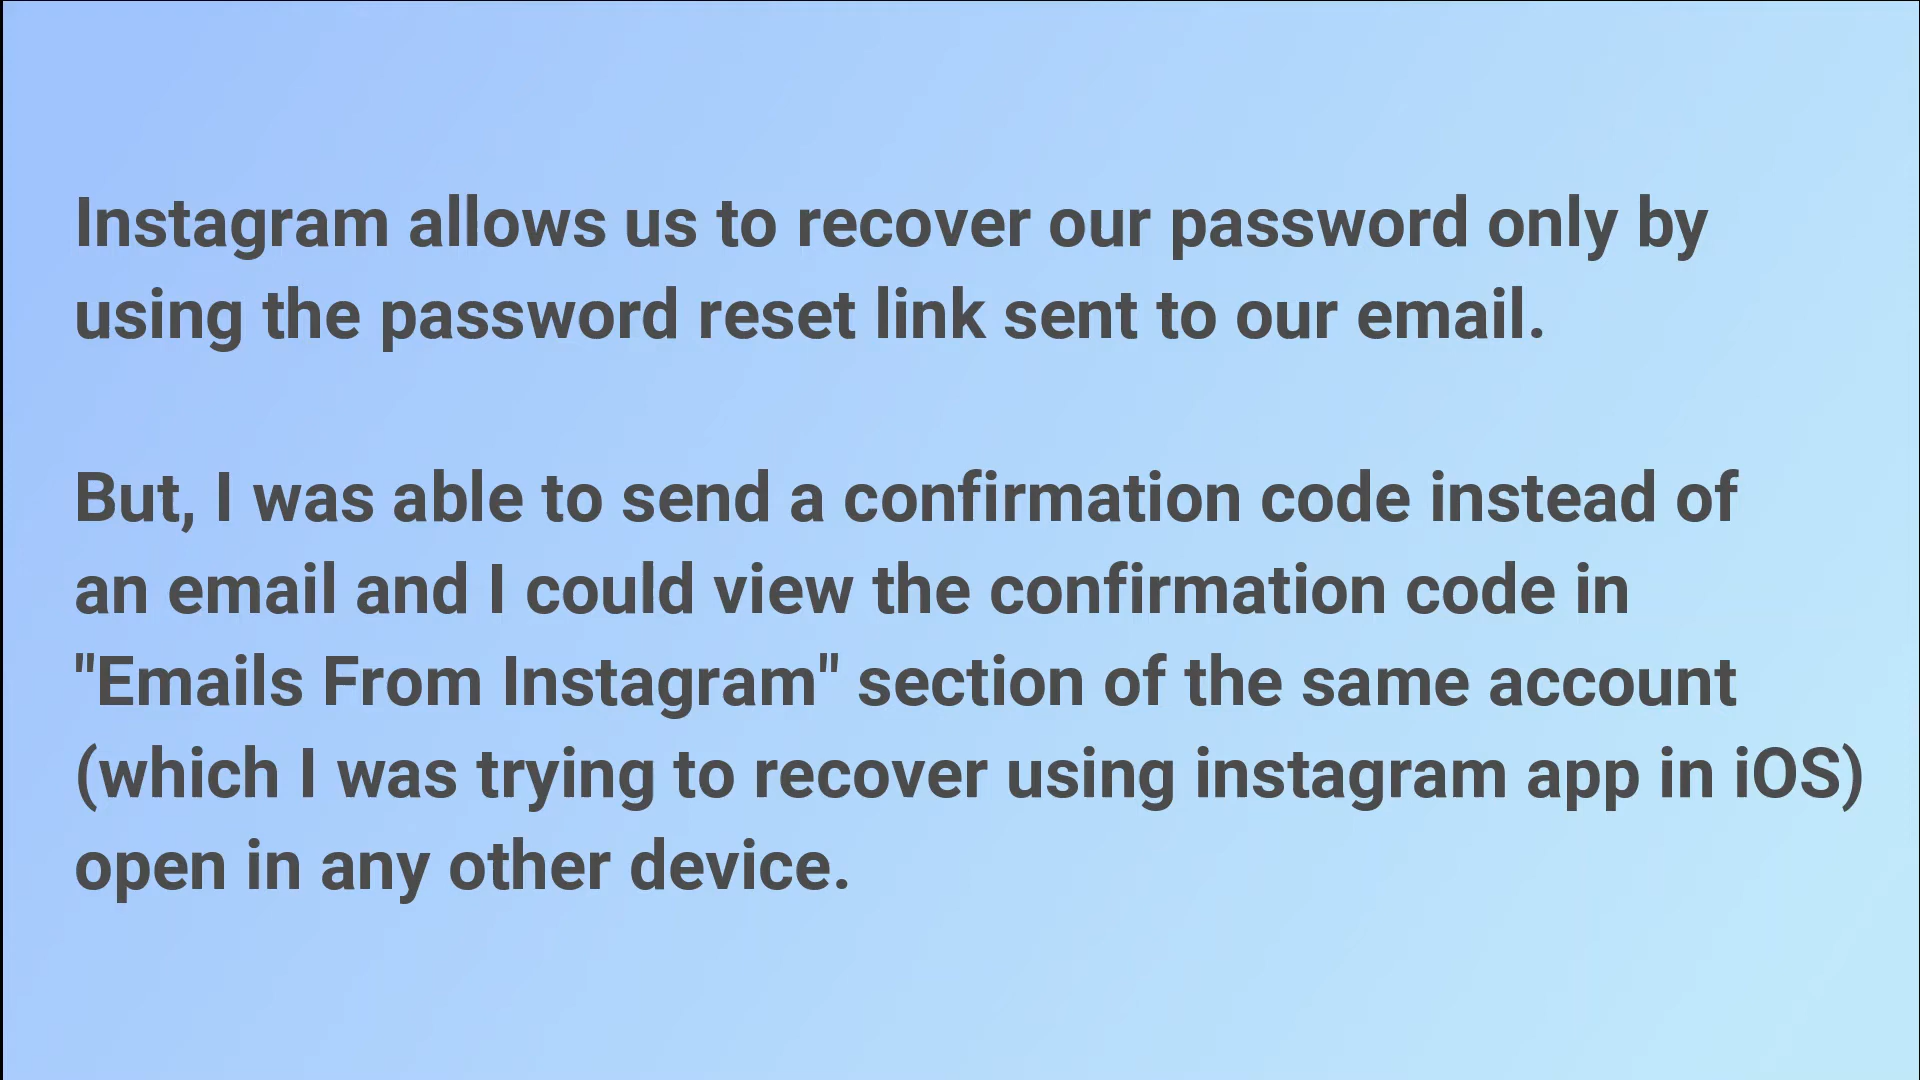 Instagram allows us to recover our password only by
using the password reset link sent to our email.
But, I was able to send a confirmation code instead of
an email and I could view the confirmation code in
"Emails From Instagram" section of the same account
(which I was trying to recover using instagram app in iOS)
open in any other device.